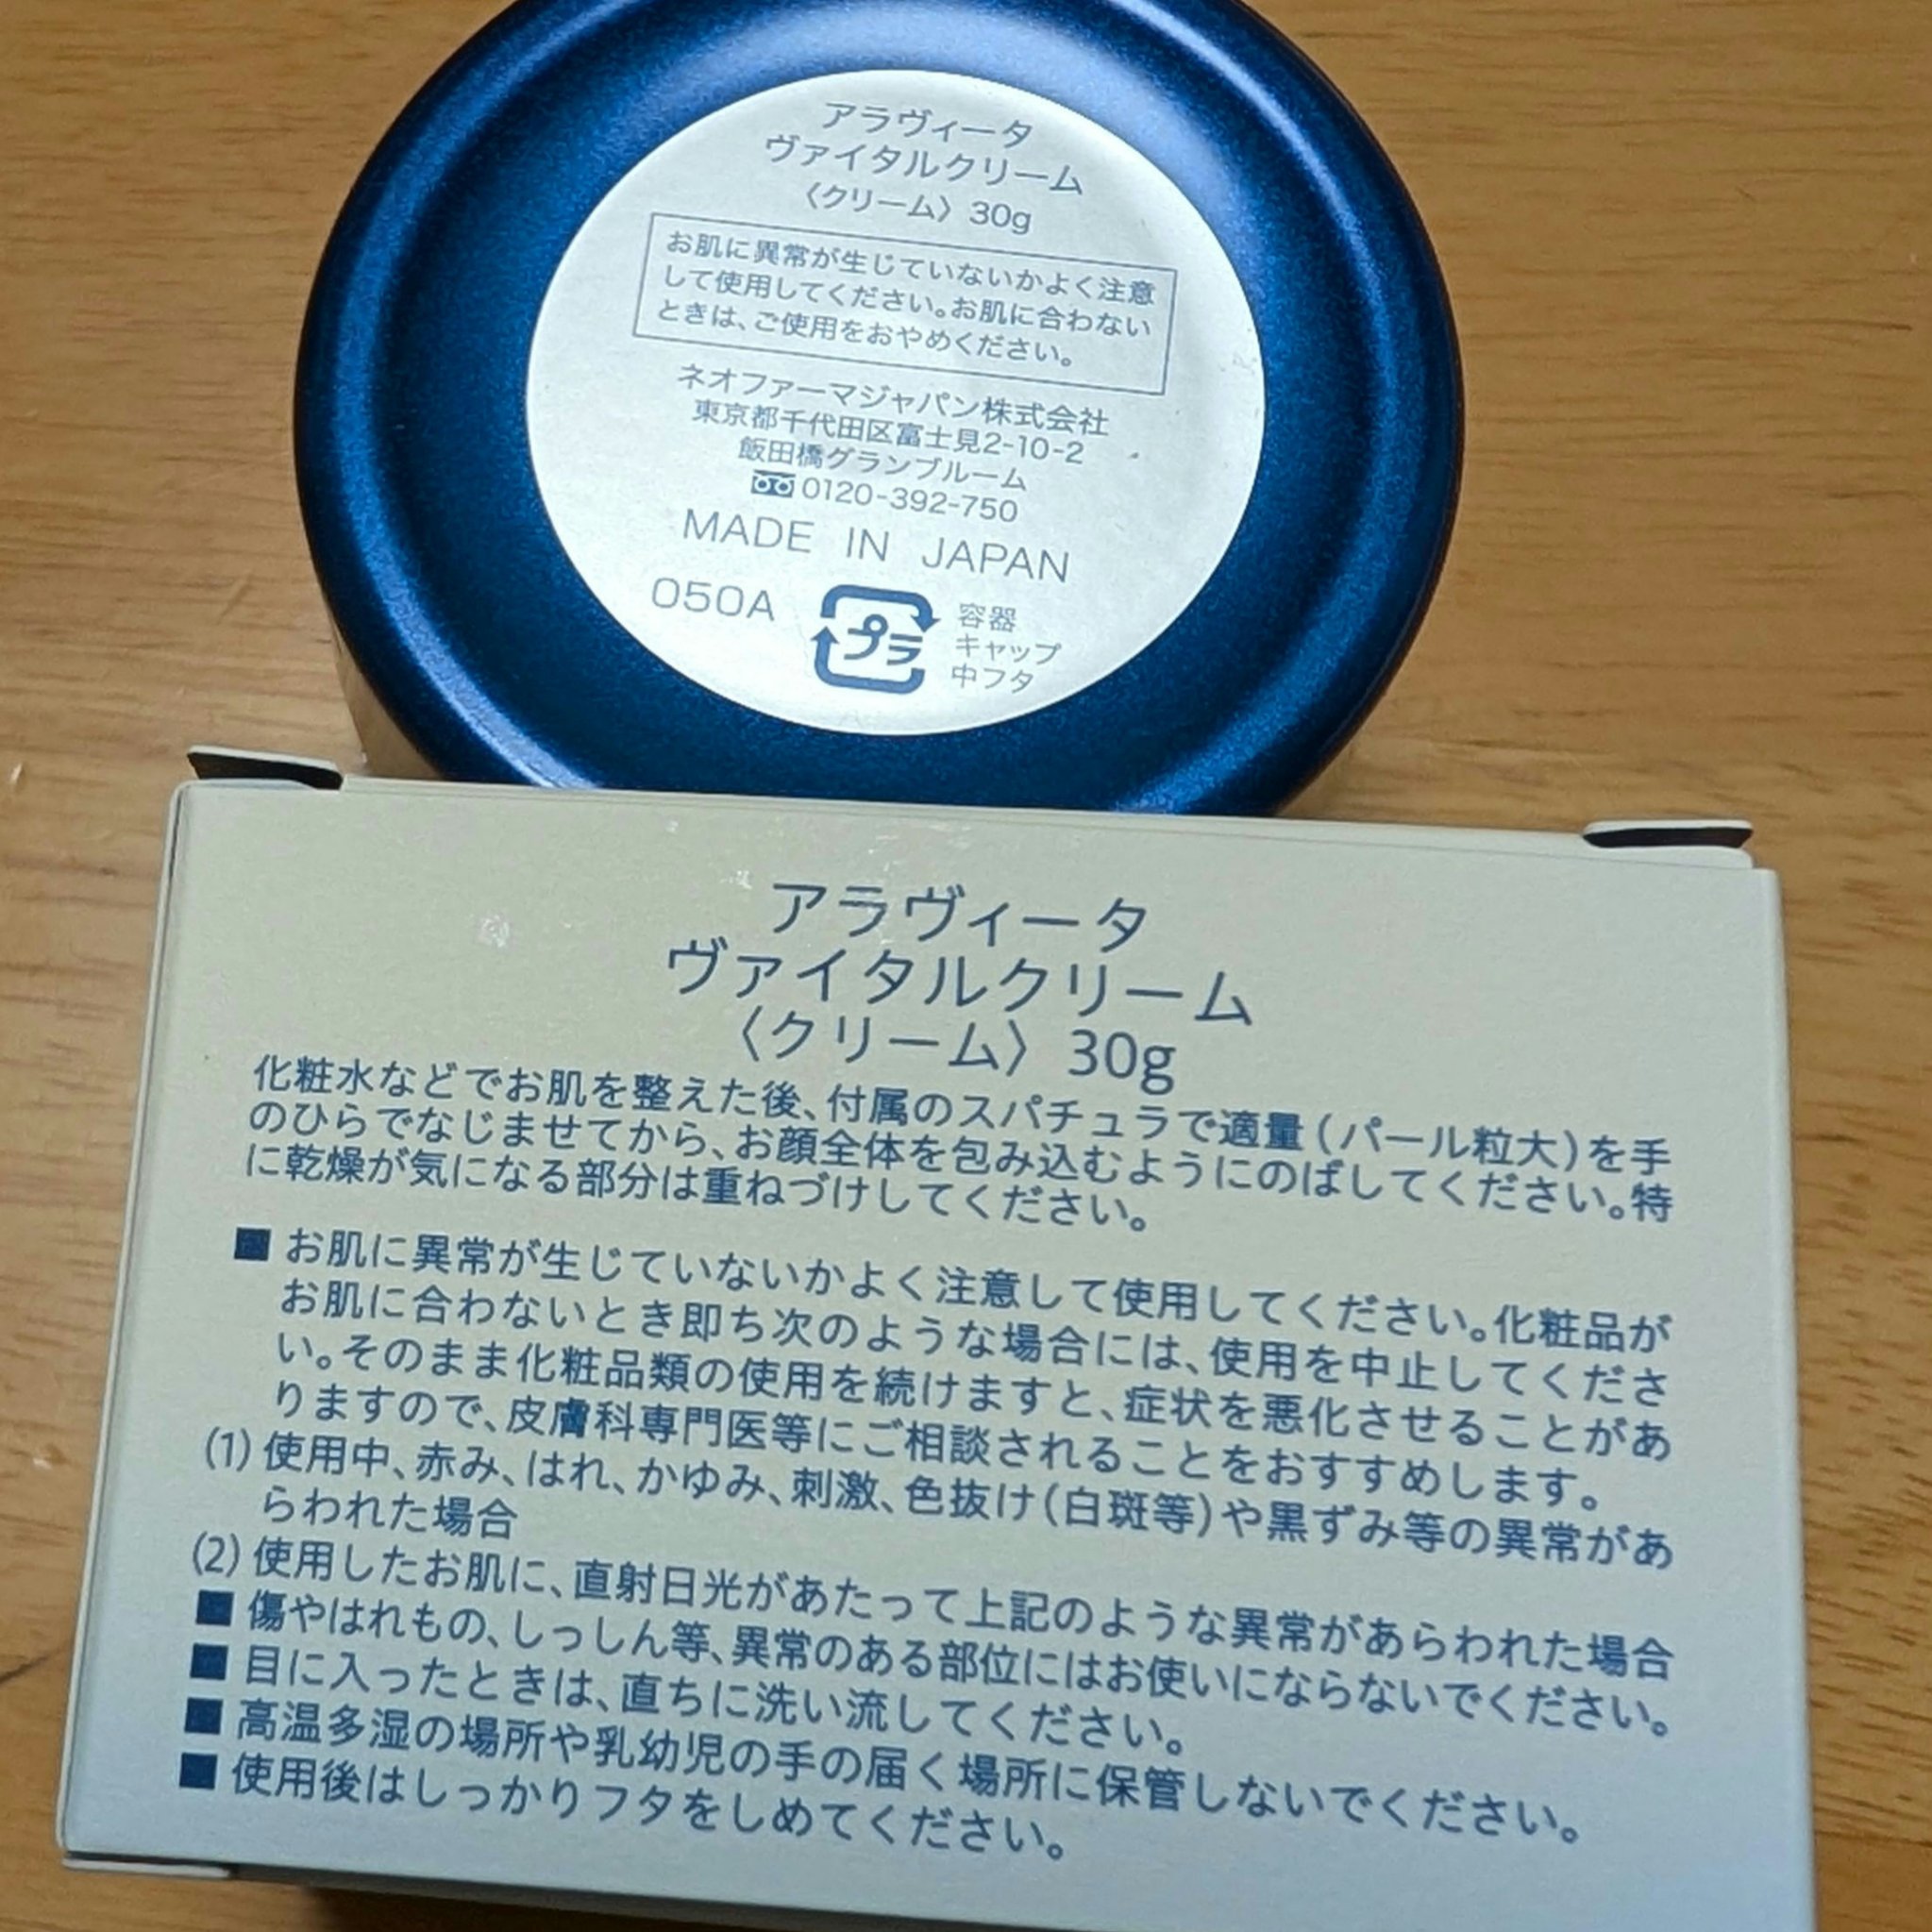 アラヴィータ
ヴァイタルクリーム
〈クリーム〉30g
お肌に異常が生じていないかよく注意
して使用してください。お肌に合わない
ときは、ご使用をおやめください。
ネオファーマジャパン株式会社
東京都千代田区富士見2-10-2
飯田橋グランブルーム
0120-392-750
MADE IN JAPAN
050A
プラ
容器
キャップ
中フタ
アラヴィータ
ヴァイタルクリーム
〈クリーム〉30g
化粧水などでお肌を整えた後、付属のスパチュラで適量(パール粒大)を手
のひらでなじませてから、お顔全体を包み込むようにのばしてください。特
に乾燥が気になる部分は重ねづけしてください。
■ お肌に異常が生じていないかよく注意して使用してください。化粧品が
お肌に合わないとき即ち次のような場合には、使用を中止してくださ
い。そのまま化粧品類の使用を続けますと、症状を悪化させることがあ
りますので、皮膚科専門医等にご相談されることをおすすめします。
(1) 使用中、赤み、はれ、かゆみ、刺激、色抜け(白斑等)や黒ずみ等の異常があ
らわれた場合
(2) 使用したお肌に、直射日光があたって上記のような異常があらわれた場合
■ 傷やはれもの、しっしん等、異常のある部位にはお使いにならないでください。
■ 目に入ったときは、直ちに洗い流してください。
■ 高温多湿の場所や乳幼児の手の届く場所に保管しないでください。
■ 使用後はしっかりフタをしめてください。